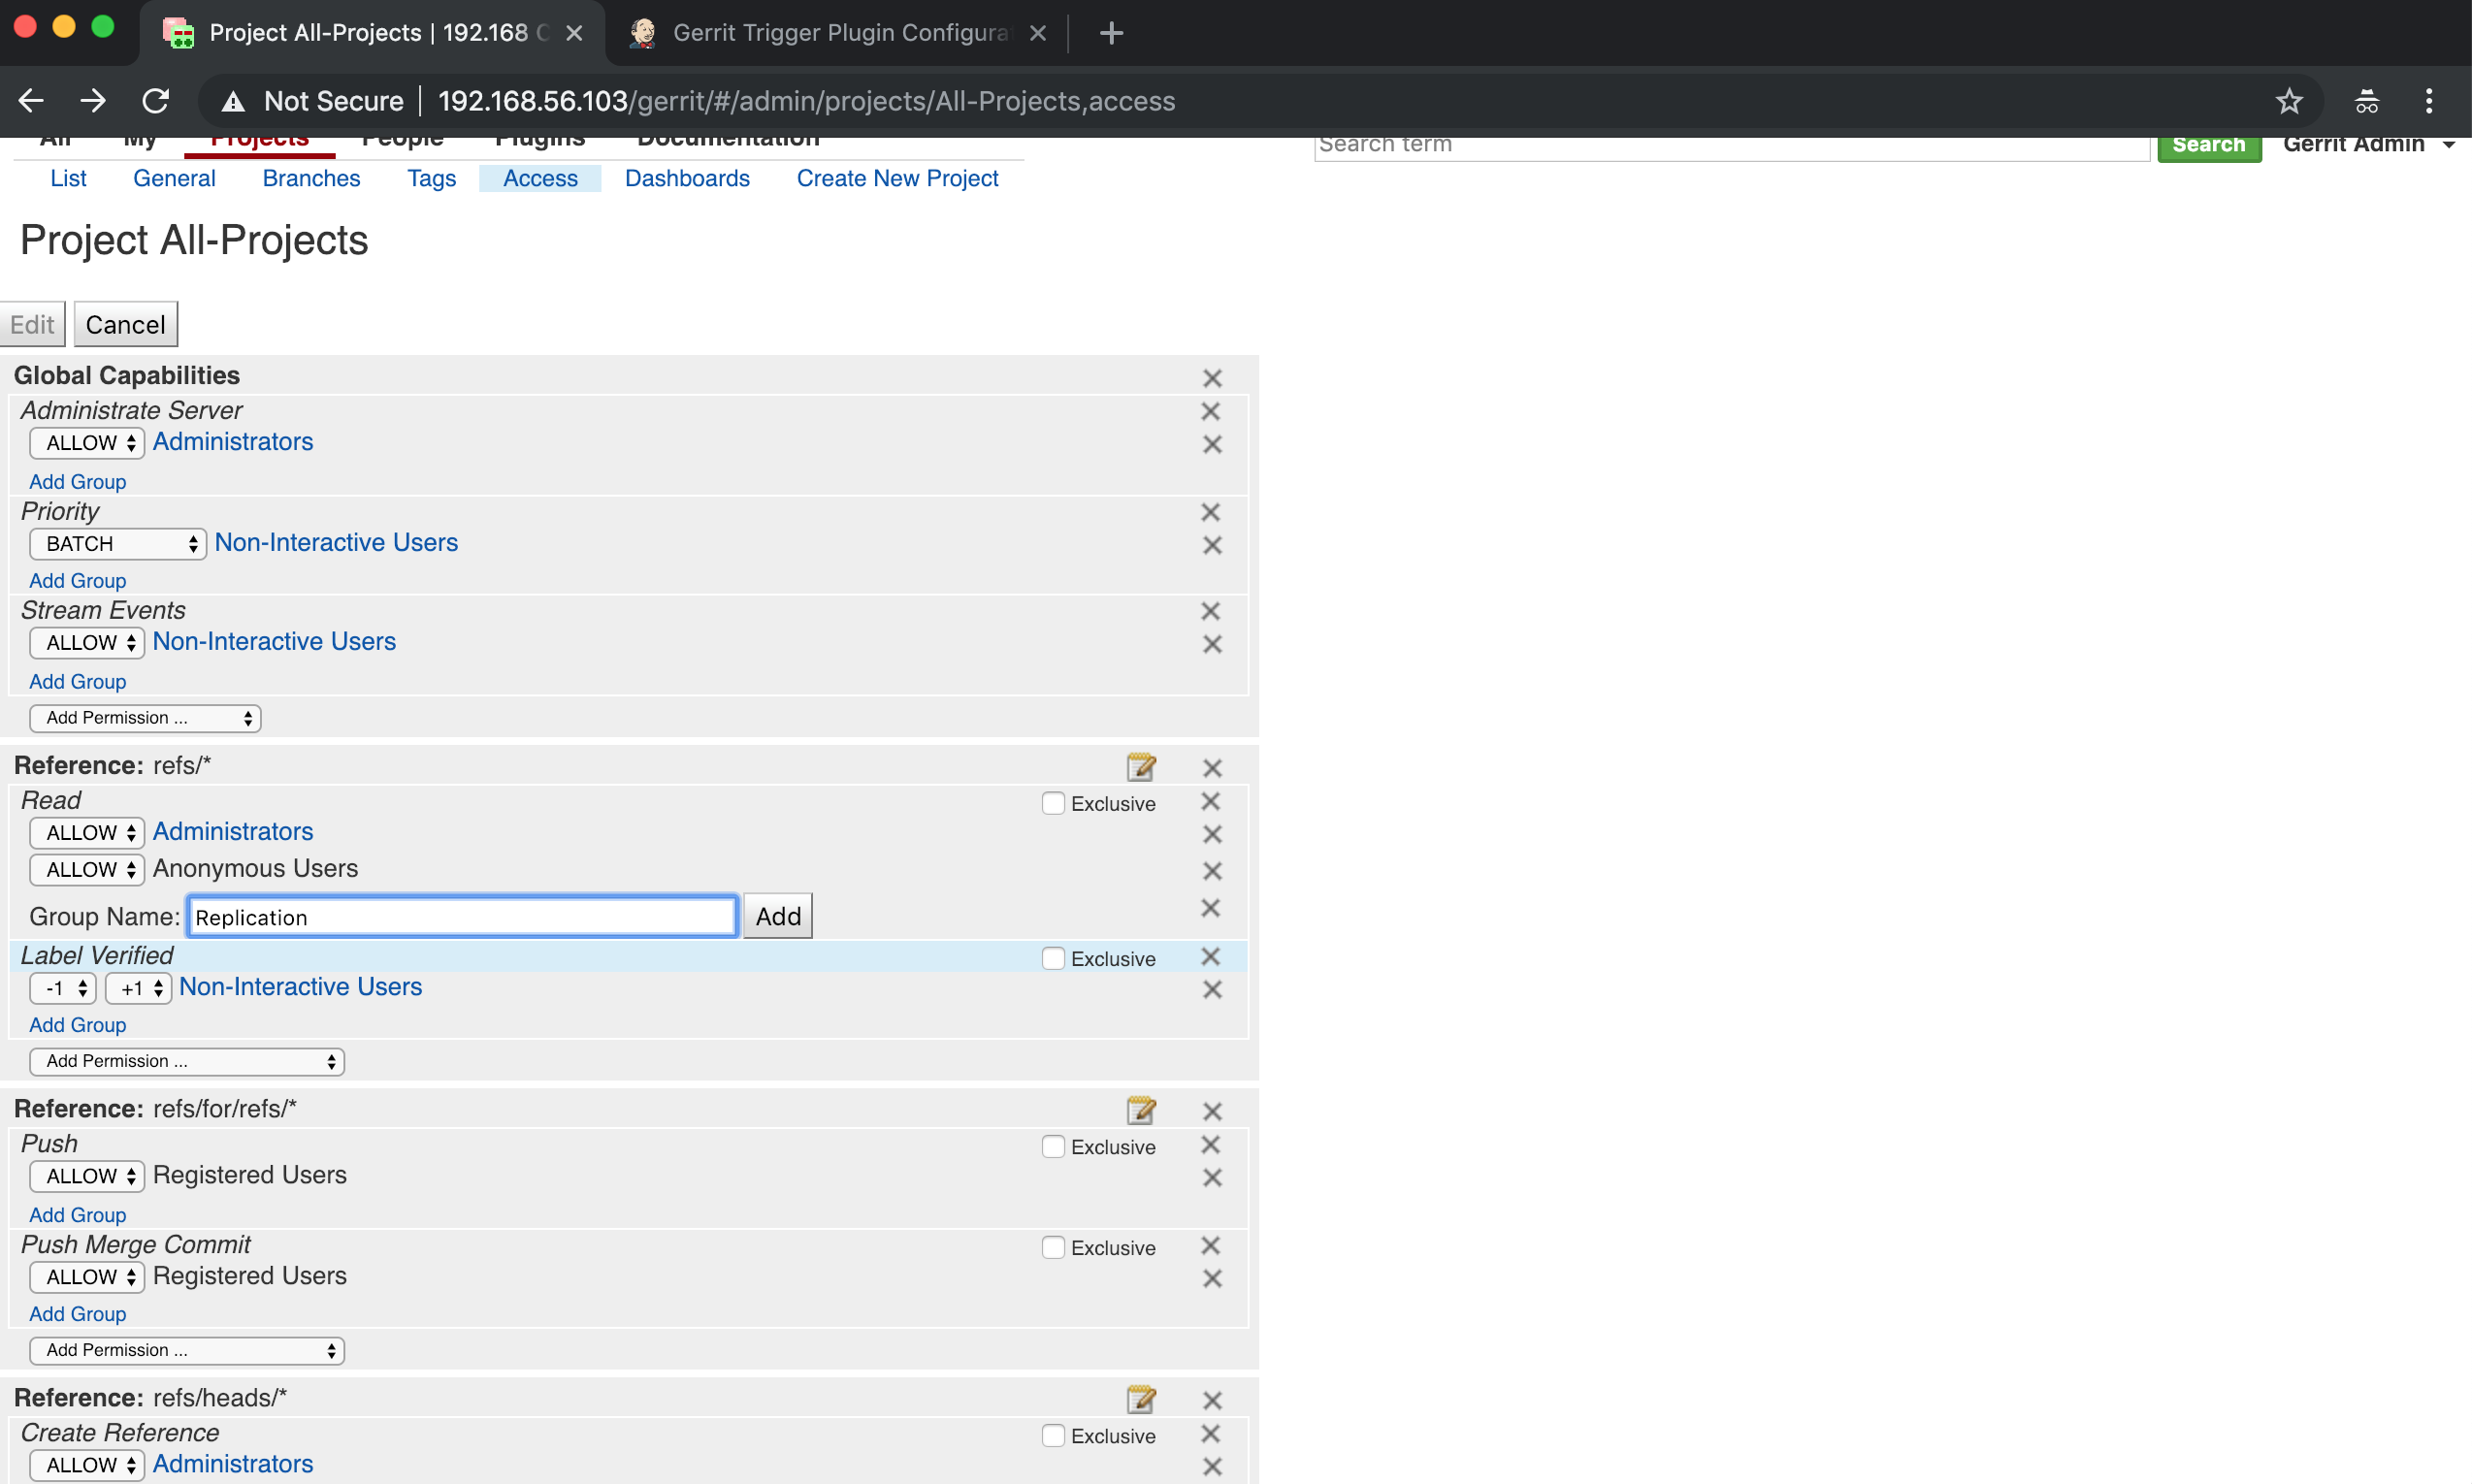 Project All-Projects | 192.168
Gerrit Trigger Plugin Configura
Not Secure | 192.168.56.103/gerrit/#/admin/projects/All-Projects,access
All My Projects People Plugins Documentation
Search term Search Gerrit Admin
List General Branches Tags Access Dashboards Create New Project
Project All-Projects
Edit Cancel
Global Capabilities
Administrate Server
ALLOW Administrators
Add Group
Priority
BATCH Non-Interactive Users
Add Group
Stream Events
ALLOW Non-Interactive Users
Add Group
Add Permission ...
Reference: refs/*
Read Exclusive
ALLOW Administrators
ALLOW Anonymous Users
Group Name: Replication Add
Label Verified Exclusive
-1 +1 Non-Interactive Users
Add Group
Add Permission ...
Reference: refs/for/refs/*
Push Exclusive
ALLOW Registered Users
Add Group
Push Merge Commit Exclusive
ALLOW Registered Users
Add Group
Add Permission ...
Reference: refs/heads/*
Create Reference Exclusive
ALLOW Administrators